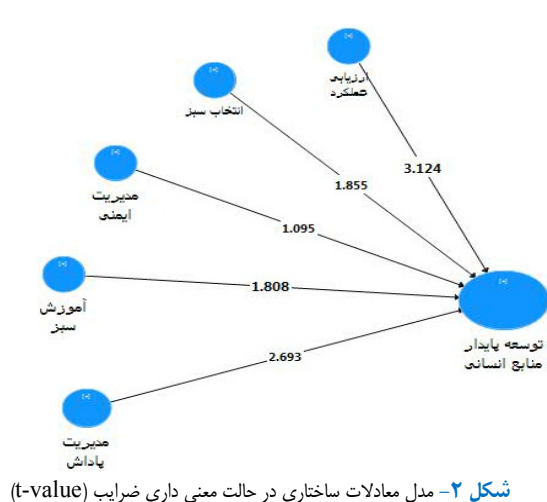 ارزیابی
عملکرد
انتخاب سبز
3.124
1.855
مدیریت
ایمنی
1.095
آموزش
سبز
1.808
توسعه پایدار
منابع انسانی
2.693
مدیریت
پاداش
شکل ۲- مدل معادلات ساختاری در حالت معنی داری ضرایب (t-value)